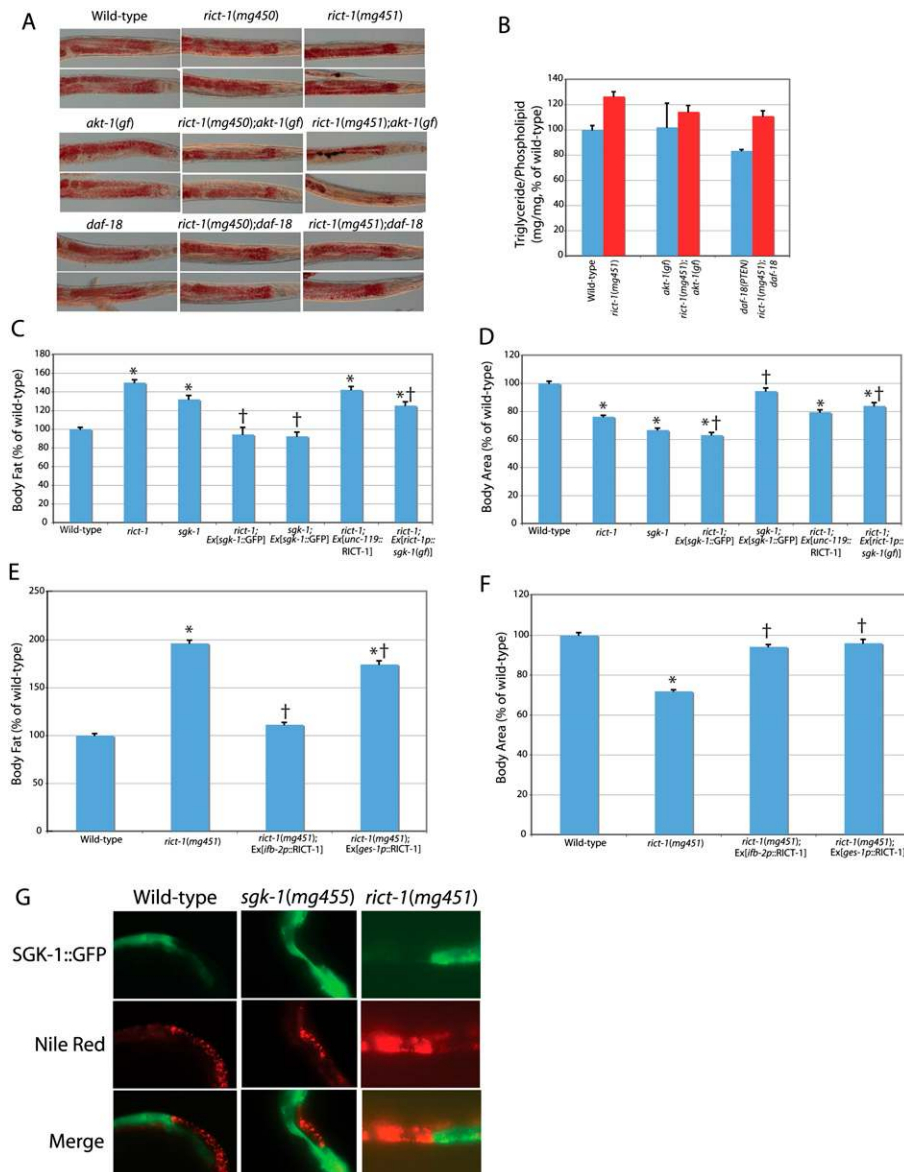 A
Wild-type rict-1(mg450) rict-1(mg451)
akt-1(gf) rict-1(mg450);akt-1(gf) rict-1(mg451);akt-1(gf)
daf-18 rict-1(mg450);daf-18 rict-1(mg451);daf-18
B
Triglyceride/Phospholipid
(mg/mg, % of wild-type)
140
120
100
80
60
40
20
0
Wild-type
rict-1(mg451)
akt-1(gf)
rict-1(mg451);
akt-1(gf)
daf-18(PTEN)
rict-1(mg451);
daf-18
C
Body Fat (% of wild-type)
180
160
140
120
100
80
60
40
20
0
* * † † * *†
Wild-type
rict-1
sgk-1
rict-1;
Ex[sgk-1::GFP]
sgk-1;
Ex[sgk-1::GFP]
rict-1;
Ex[unc-119::
RICT-1]
rict-1;
Ex[rict-1p::
sgk-1(gf)]
D
Body Area (% of wild-type)
120
100
80
60
40
20
0
* * *† † * *†
Wild-type
rict-1
sgk-1
rict-1;
Ex[sgk-1::GFP]
sgk-1;
Ex[sgk-1::GFP]
rict-1;
Ex[unc-119::
RICT-1]
rict-1;
Ex[rict-1p::
sgk-1(gf)]
E
Body Fat (% of wild-type)
250
200
150
100
50
0
* † *†
Wild-type
rict-1(mg451)
rict-1(mg451);
Ex[ifb-2p::RICT-1]
rict-1(mg451);
Ex[ges-1p::RICT-1]
F
Body Area (% of wild-type)
120
100
80
60
40
20
0
* † †
Wild-type
rict-1(mg451)
rict-1(mg451);
Ex[ifb-2p::RICT-1]
rict-1(mg451);
Ex[ges-1p::RICT-1]
G
Wild-type sgk-1(mg455) rict-1(mg451)
SGK-1::GFP
Nile Red
Merge